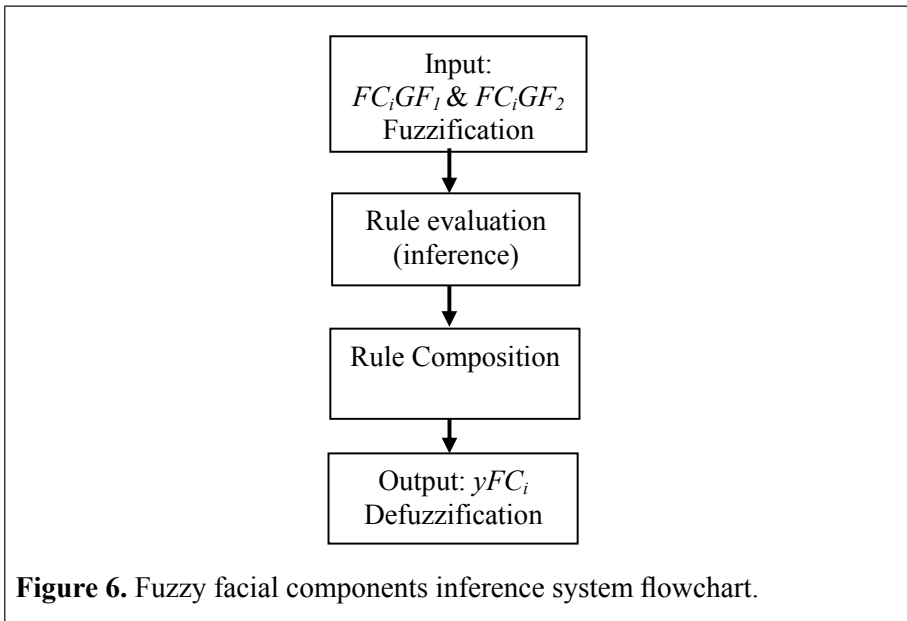 Input:
FCᵢGF₁ & FCᵢGF₂
Fuzzification
Rule evaluation
(inference)
Rule Composition
Output: yFCᵢ
Defuzzification
Figure 6. Fuzzy facial components inference system flowchart.